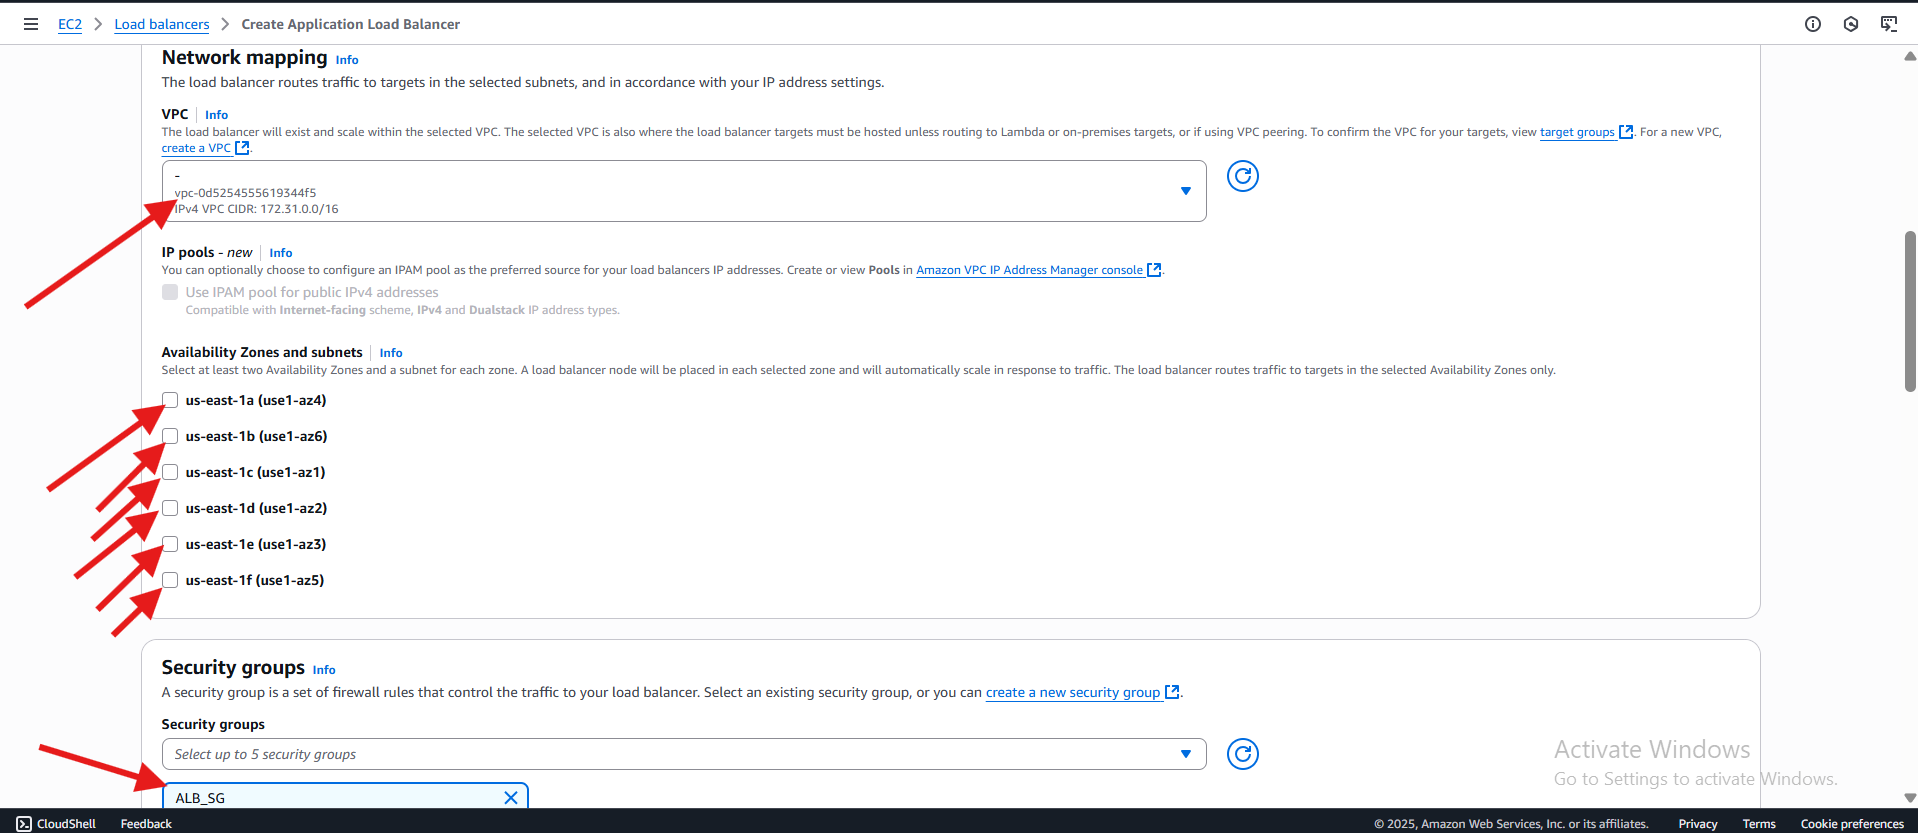 EC2 > Load balancers > Create Application Load Balancer
Network mapping Info
The load balancer routes traffic to targets in the selected subnets, and in accordance with your IP address settings.
VPC Info
The load balancer will exist and scale within the selected VPC. The selected VPC is also where the load balancer targets must be hosted unless routing to Lambda or on-premises targets, or if using VPC peering. To confirm the VPC for your targets, view target groups. For a new VPC,
create a VPC.
-
vpc-0d5254555619344f5
IPv4 VPC CIDR: 172.31.0.0/16
IP pools - new Info
You can optionally choose to configure an IPAM pool as the preferred source for your load balancers IP addresses. Create or view Pools in Amazon VPC IP Address Manager console.
Use IPAM pool for public IPv4 addresses
Compatible with Internet-facing scheme, IPv4 and Dualstack IP address types.
Availability Zones and subnets Info
Select at least two Availability Zones and a subnet for each zone. A load balancer node will be placed in each selected zone and will automatically scale in response to traffic. The load balancer routes traffic to targets in the selected Availability Zones only.
us-east-1a (use1-az4)
us-east-1b (use1-az6)
us-east-1c (use1-az1)
us-east-1d (use1-az2)
us-east-1e (use1-az3)
us-east-1f (use1-az5)
Security groups Info
A security group is a set of firewall rules that control the traffic to your load balancer. Select an existing security group, or you can create a new security group.
Security groups
Select up to 5 security groups
ALB_SG
Activate Windows
Go to Settings to activate Windows.
CloudShell Feedback © 2025, Amazon Web Services, Inc. or its affiliates. Privacy Terms Cookie preferences